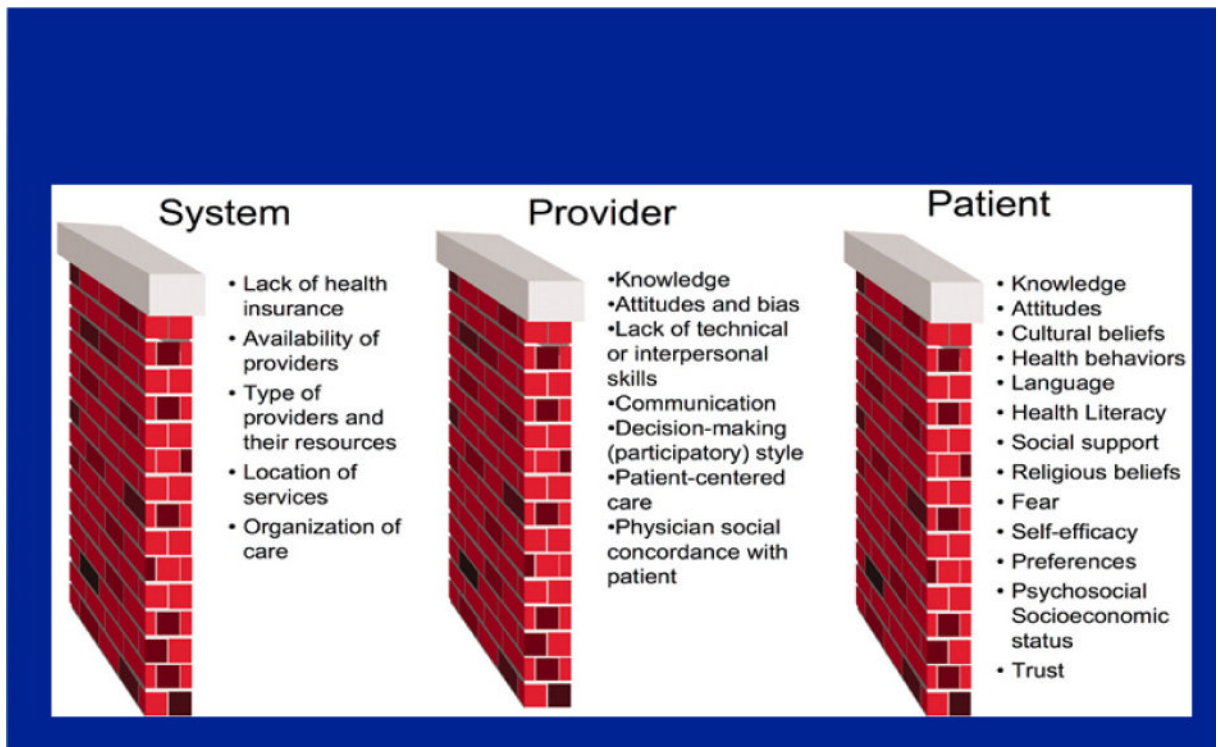 System
• Lack of health
insurance
• Availability of
providers
• Type of
providers and
their resources
• Location of
services
• Organization of
care
Provider
•Knowledge
•Attitudes and bias
•Lack of technical
or interpersonal
skills
•Communication
•Decision-making
(participatory) style
•Patient-centered
care
•Physician social
concordance with
patient
Patient
• Knowledge
• Attitudes
• Cultural beliefs
• Health behaviors
• Language
• Health Literacy
• Social support
• Religious beliefs
• Fear
• Self-efficacy
• Preferences
• Psychosocial
Socioeconomic
status
• Trust